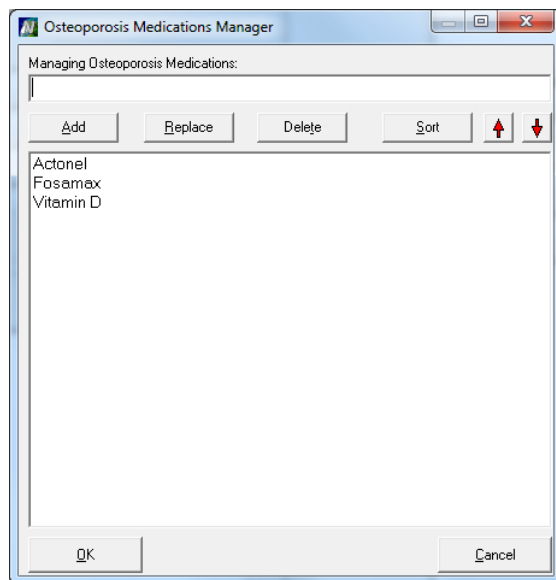 Osteoporosis Medications Manager
Managing Osteoporosis Medications:
Add Replace Delete Sort
Actonel
Fosamax
Vitamin D
OK Cancel